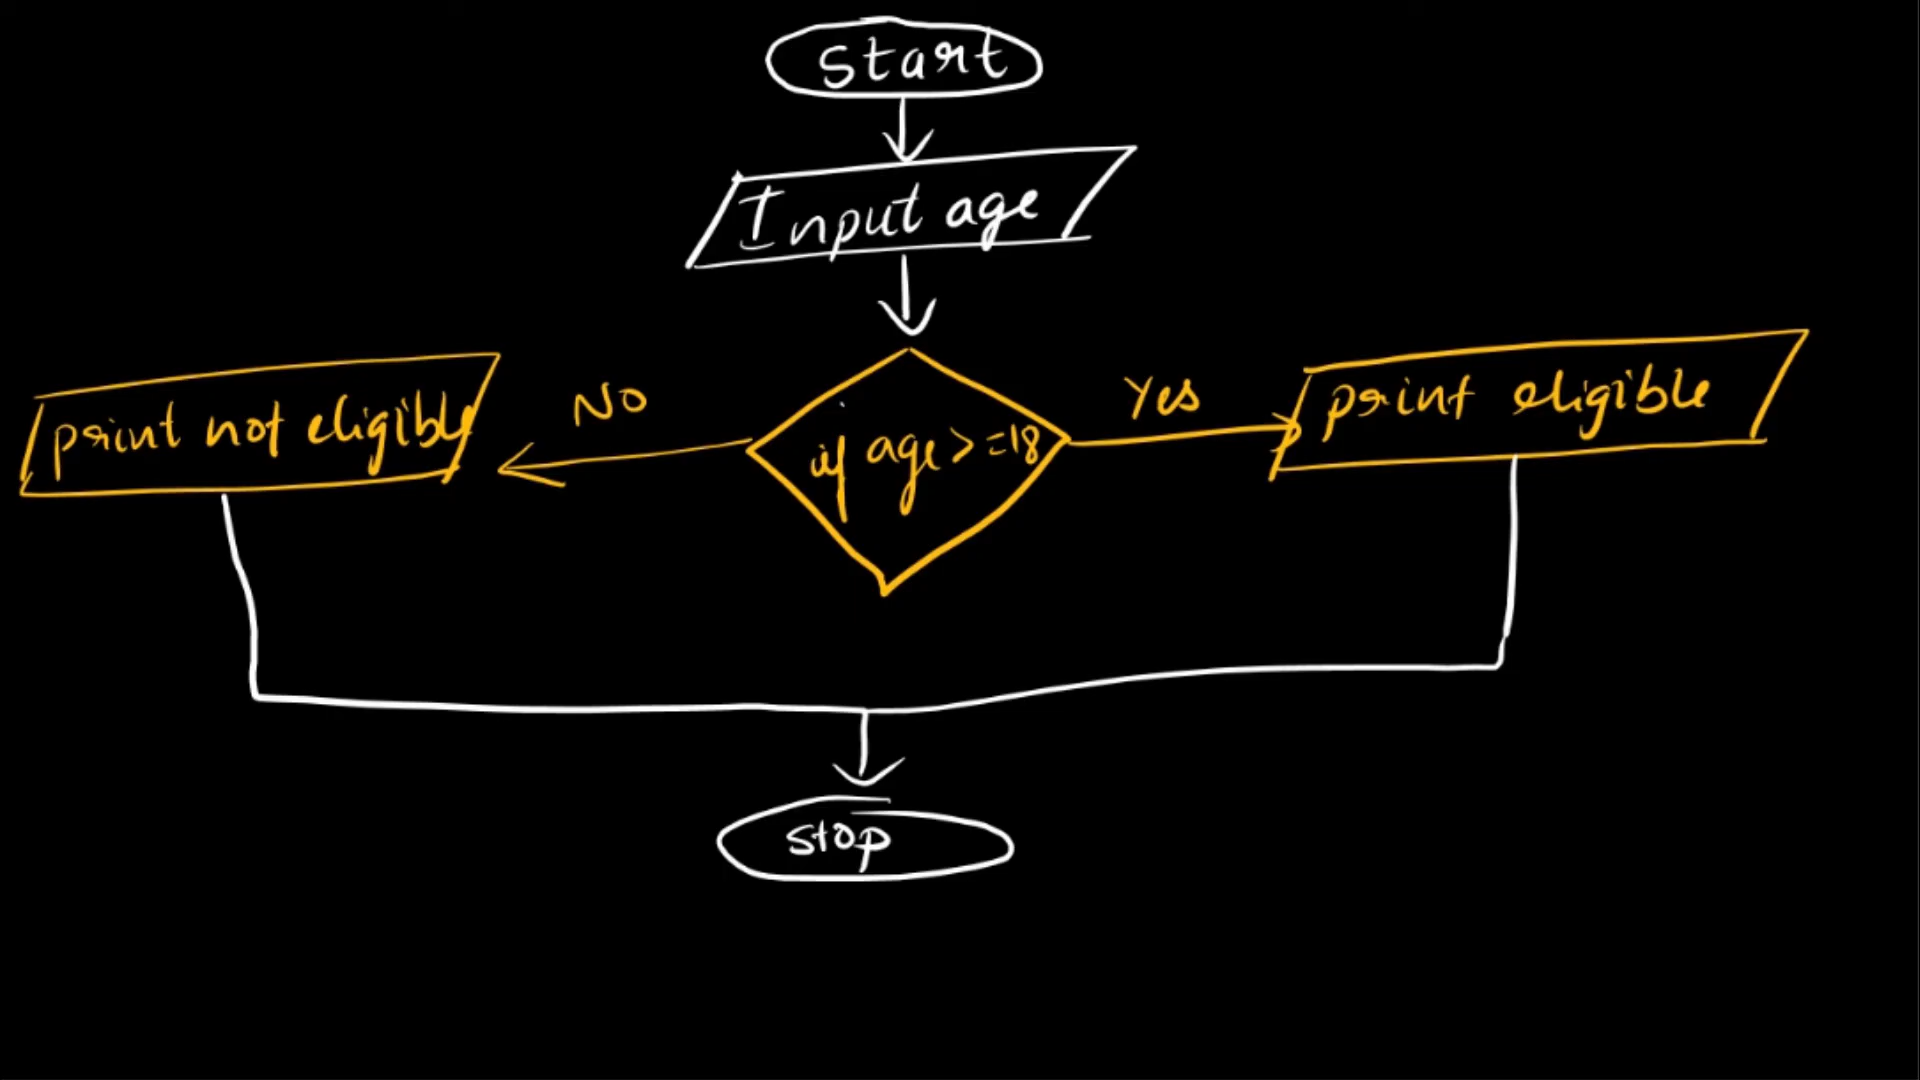 start
Input age
No
Yes
print not eligible
if age>=18
print eligible
stop